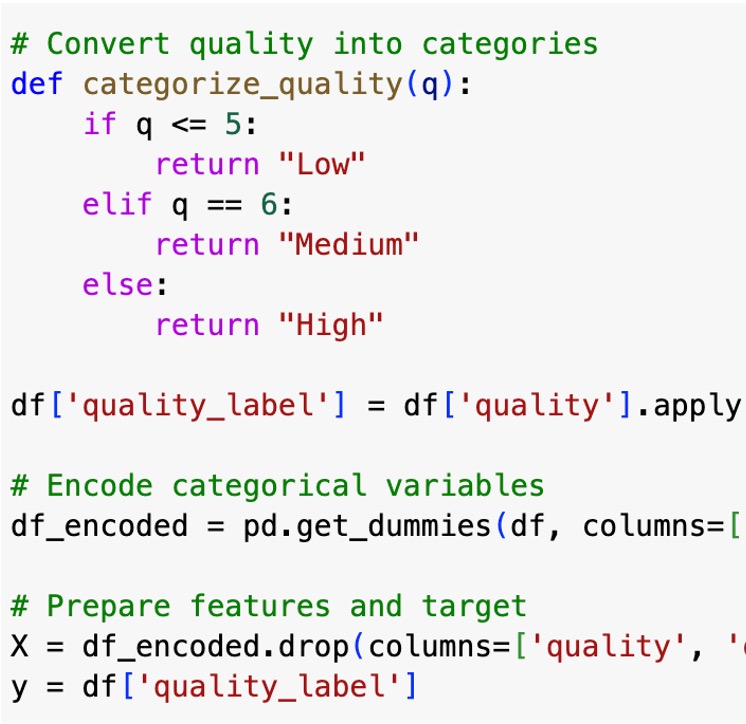 # Convert quality into categories
def categorize_quality(q):
    if q <= 5:
        return "Low"
    elif q == 6:
        return "Medium"
    else:
        return "High"

df['quality_label'] = df['quality'].apply

# Encode categorical variables
df_encoded = pd.get_dummies(df, columns=[

# Prepare features and target
X = df_encoded.drop(columns=['quality', '
y = df['quality_label']